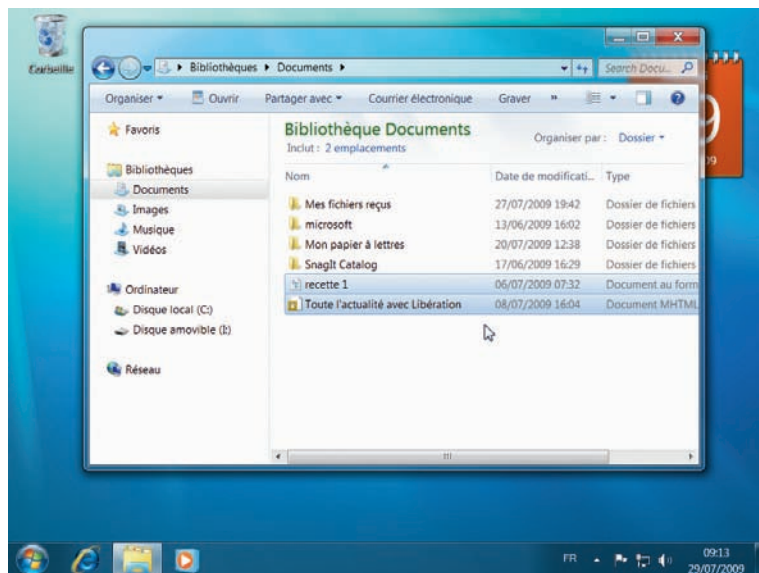 Corbeille
Bibliothèques Documents
Search Docu...
Organiser Ouvrir Partager avec Courrier électronique Graver »
Favoris
Bibliothèques
Documents
Images
Musique
Vidéos
Ordinateur
Disque local (C:)
Disque amovible (I:)
Réseau
Bibliothèque Documents
Inclut : 2 emplacements
Organiser par : Dossier
Nom Date de modificati... Type
Mes fichiers reçus 27/07/2009 19:42 Dossier de fichiers
microsoft 13/06/2009 16:02 Dossier de fichiers
Mon papier à lettres 20/07/2009 12:38 Dossier de fichiers
SnagIt Catalog 17/06/2009 16:29 Dossier de fichiers
recette 1 06/07/2009 07:32 Document au form
Toute l'actualité avec Libération 08/07/2009 16:04 Document MHTML
9
09
FR 09:13
29/07/2009